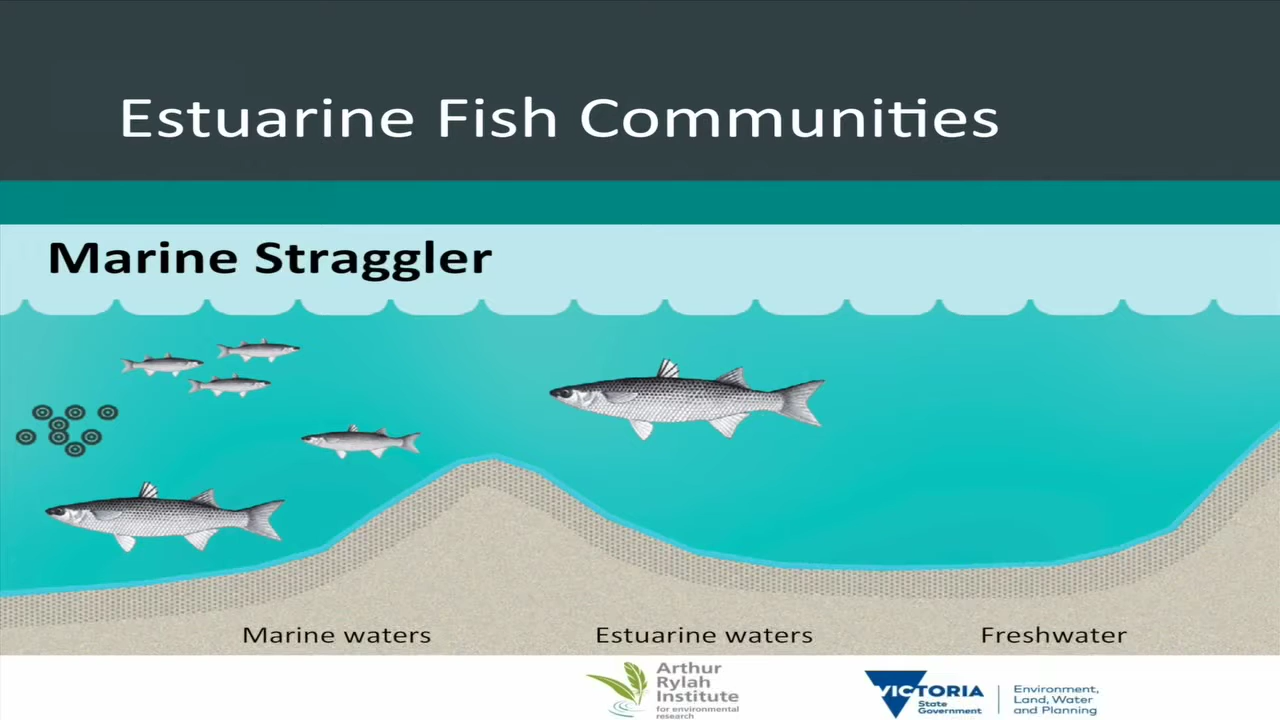 Estuarine Fish Communities
Marine Straggler
Marine waters
Estuarine waters
Freshwater
Arthur
Rylah
Institute
for environmental
research
VICTORIA
State
Government
Environment,
Land, Water
and Planning